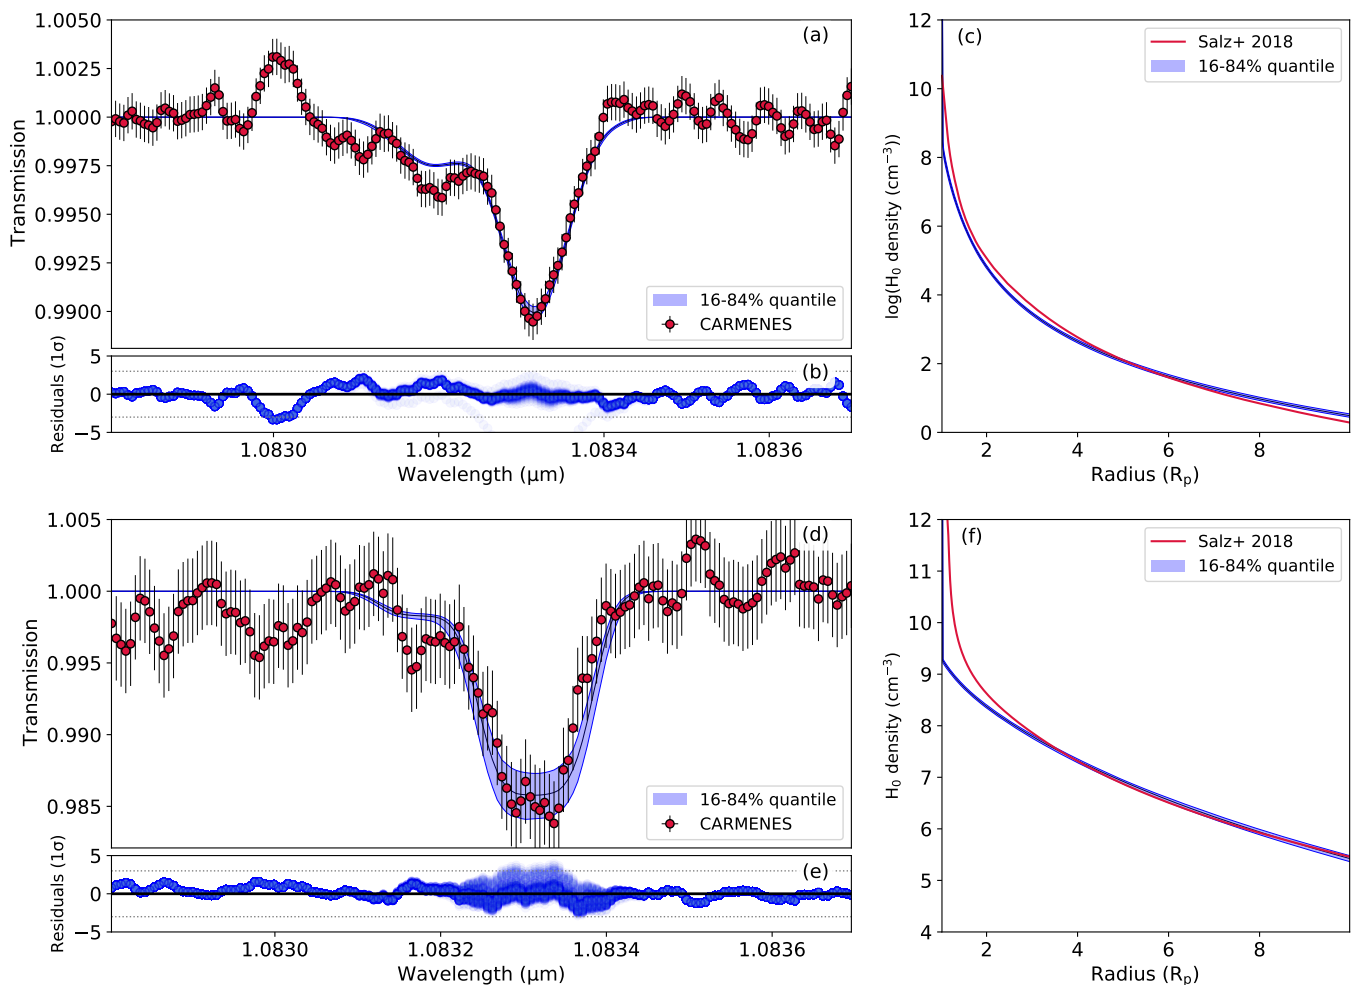 1.0050
1.0025
1.0000
0.9975
0.9950
0.9925
0.9900
Transmission
(a)
16-84% quantile
CARMENES
5
0
−5
Residuals (1σ)
(b)
1.0830
1.0832
1.0834
1.0836
Wavelength (μm)
12
10
8
6
4
2
0
log(H₀ density (cm⁻³))
(c)
Salz+ 2018
16-84% quantile
2
4
6
8
Radius (Rₚ)
1.005
1.000
0.995
0.990
0.985
Transmission
(d)
16-84% quantile
CARMENES
5
0
−5
Residuals (1σ)
(e)
1.0830
1.0832
1.0834
1.0836
Wavelength (μm)
12
11
10
9
8
7
6
5
4
H₀ density (cm⁻³)
(f)
Salz+ 2018
16-84% quantile
2
4
6
8
Radius (Rₚ)